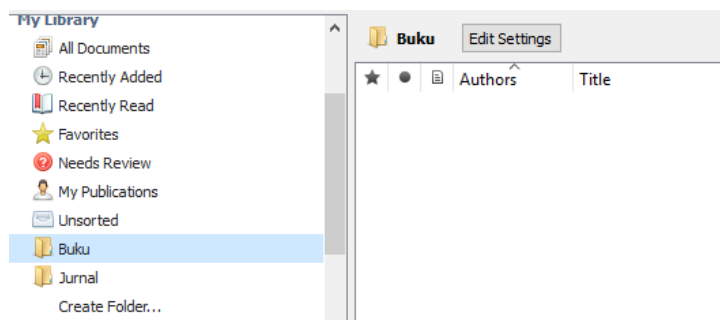 My Library
All Documents
Recently Added
Recently Read
Favorites
Needs Review
My Publications
Unsorted
Buku
Jurnal
Create Folder...
Buku Edit Settings
Authors Title